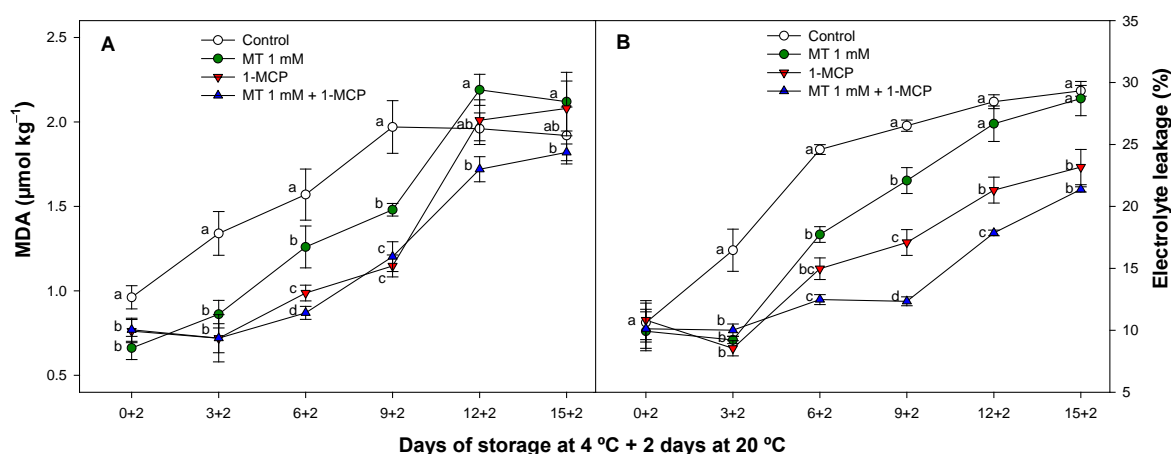 A
Control
MT 1 mM
1-MCP
MT 1 mM + 1-MCP
B
Control
MT 1 mM
1-MCP
MT 1 mM + 1-MCP
MDA (µmol kg⁻¹)
2.5
2.0
1.5
1.0
0.5
Electrolyte leakage (%)
35
30
25
20
15
10
5
a
b
b
a
b
b
a
b
c
d
a
b
c
c
a
ab
b
a
ab
b
a
a
b
b
b
a
b
bc
c
a
b
c
d
a
a
b
c
a
a
b
b
0+2
3+2
6+2
9+2
12+2
15+2
0+2
3+2
6+2
9+2
12+2
15+2
Days of storage at 4 ºC + 2 days at 20 ºC